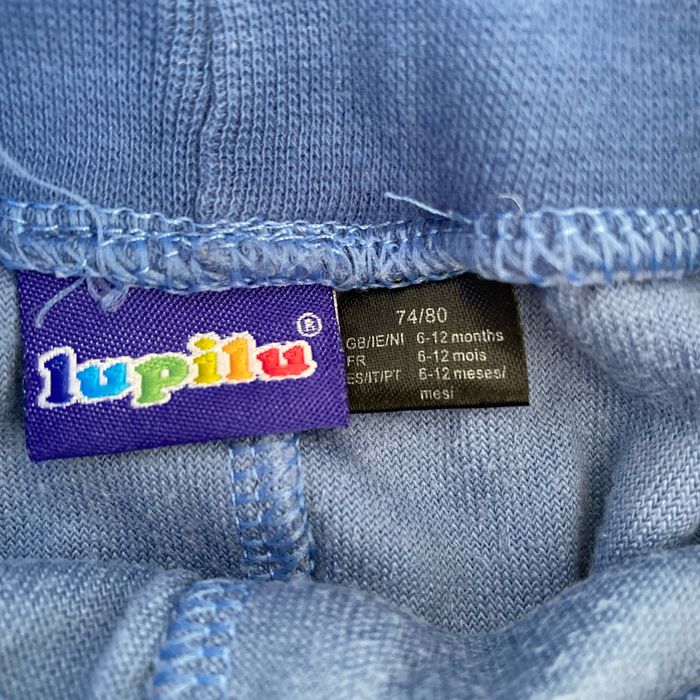 lupilu®
74/80
GB/IE/NI 6-12 months
FR 6-12 mois
ES/IT/PT 6-12 meses/
mesi